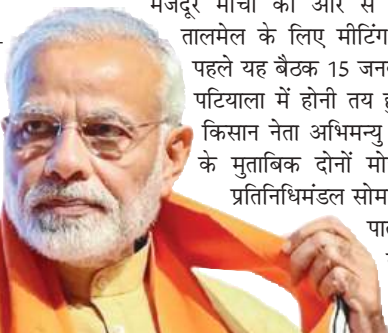 मजदूर मोर्चा की ओर से
तालमेल के लिए मीटिंग
पहले यह बैठक 15 जन
पटियाला में होनी तय हु
किसान नेता अभिमन्यु
के मुताबिक दोनों मो
प्रतिनिधिमंडल सोम
पा